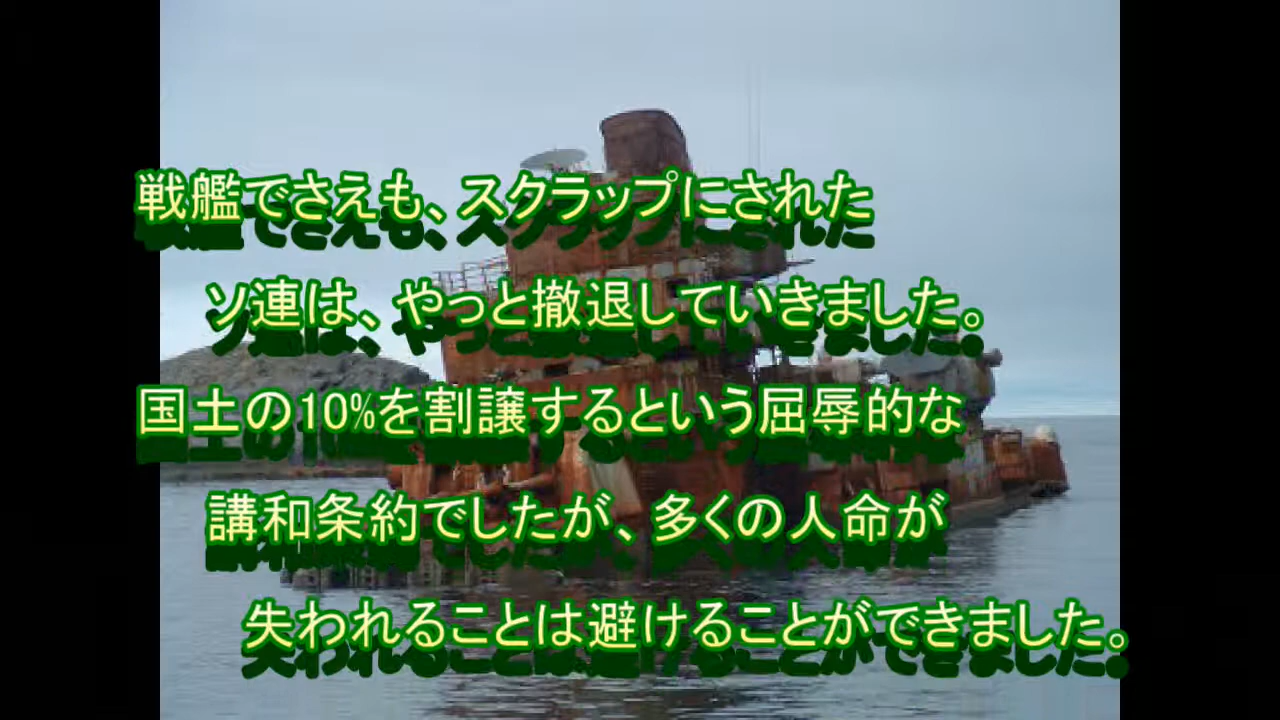 戦艦でさえも、スクラップにされた
ソ連は、やっと撤退していきました。
国土の10%を割譲するという屈辱的な
講和条約でしたが、多くの人命が
失われることは避けることができました。